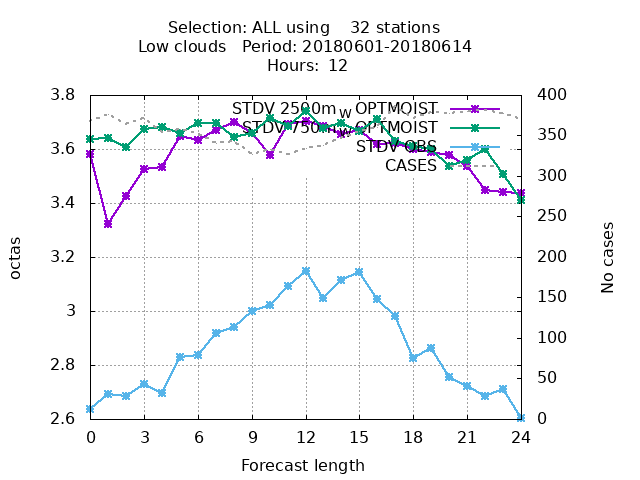 Selection: ALL using 32 stations
Low clouds Period: 20180601-20180614
Hours: 12
STDV 2500m_W OPTMOIST
STDV 750m_W OPTMOIST
STDV OBS
CASES
octas
No cases
3.8
3.6
3.4
3.2
3
2.8
2.6
400
350
300
250
200
150
100
50
0
0 3 6 9 12 15 18 21 24
Forecast length